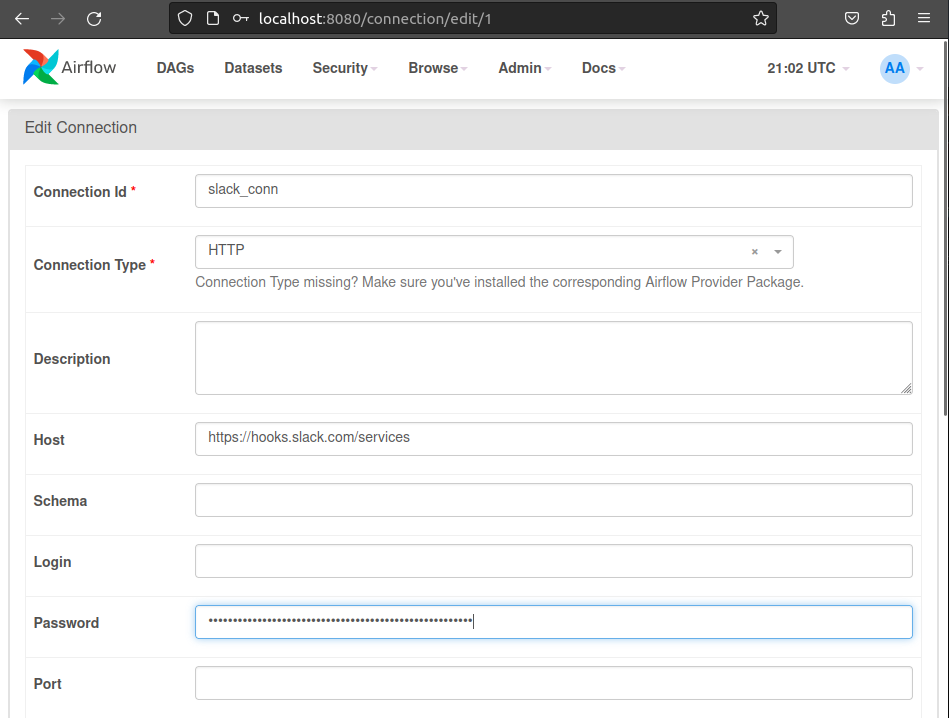 localhost:8080/connection/edit/1
Airflow DAGs Datasets Security Browse Admin Docs 21:02 UTC AA
Edit Connection
Connection Id * slack_conn
Connection Type * HTTP × 
Connection Type missing? Make sure you've installed the corresponding Airflow Provider Package.
Description
Host https://hooks.slack.com/services
Schema
Login
Password ••••••••••••••••••••••••••••••••••••••••••••••••••••••
Port